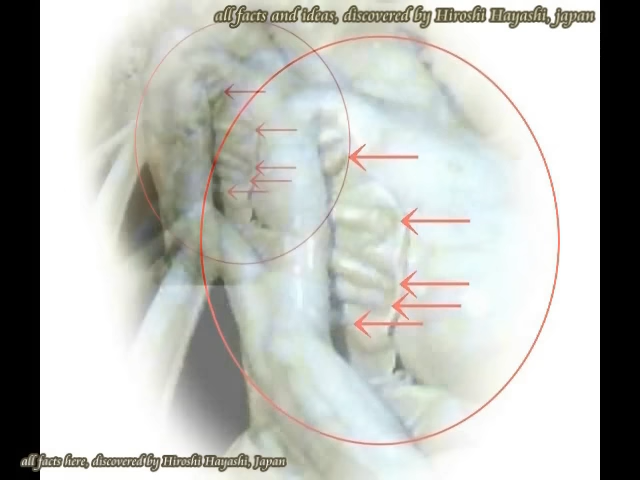 all facts and ideas, discovered by Hiroshi Hayashi, japan
all facts here, discovered by Hiroshi Hayashi, Japan